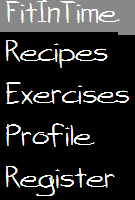 FitInTime
Recipes
Exercises
Profile
Register